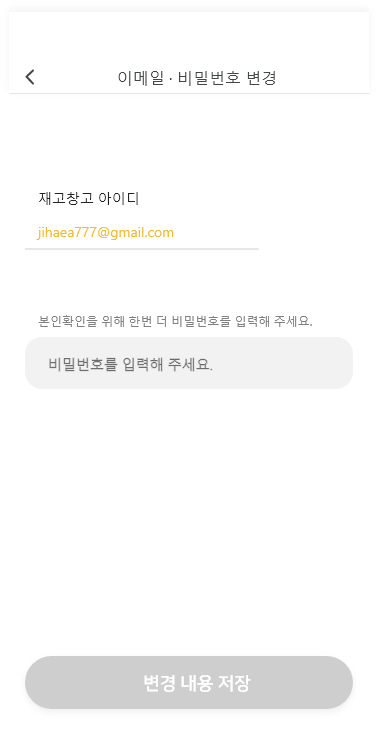 이메일 · 비밀번호 변경
재고창고 아이디
jihaea777@gmail.com
본인확인을 위해 한번 더 비밀번호를 입력해 주세요.
비밀번호를 입력해 주세요.
변경 내용 저장